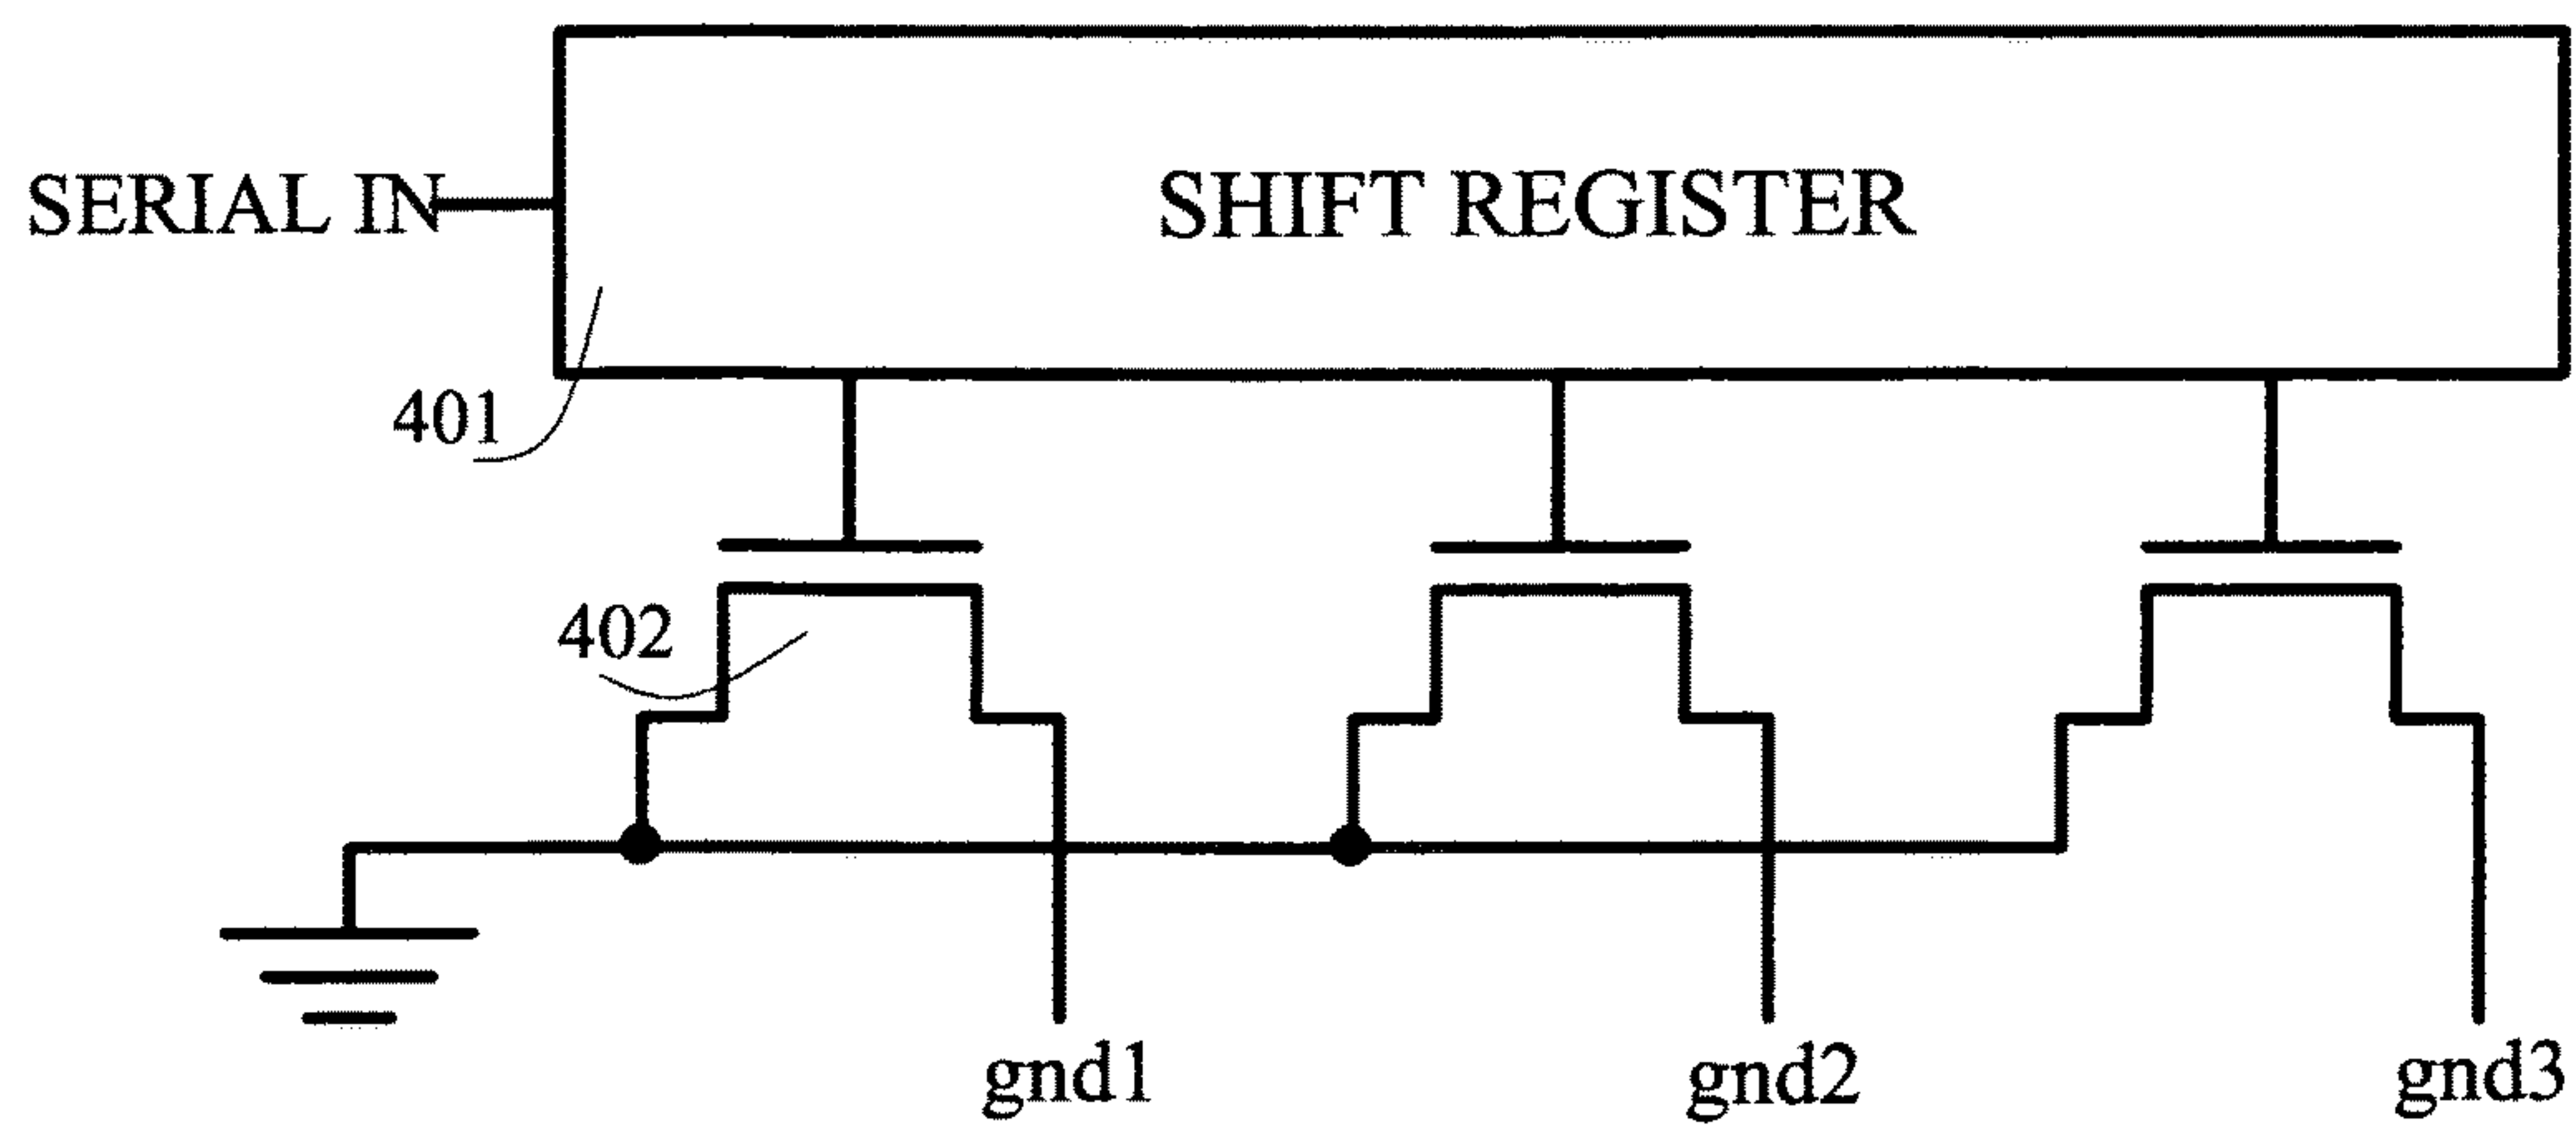 SERIAL IN
SHIFT REGISTER
401
402
gnd1
gnd2
gnd3